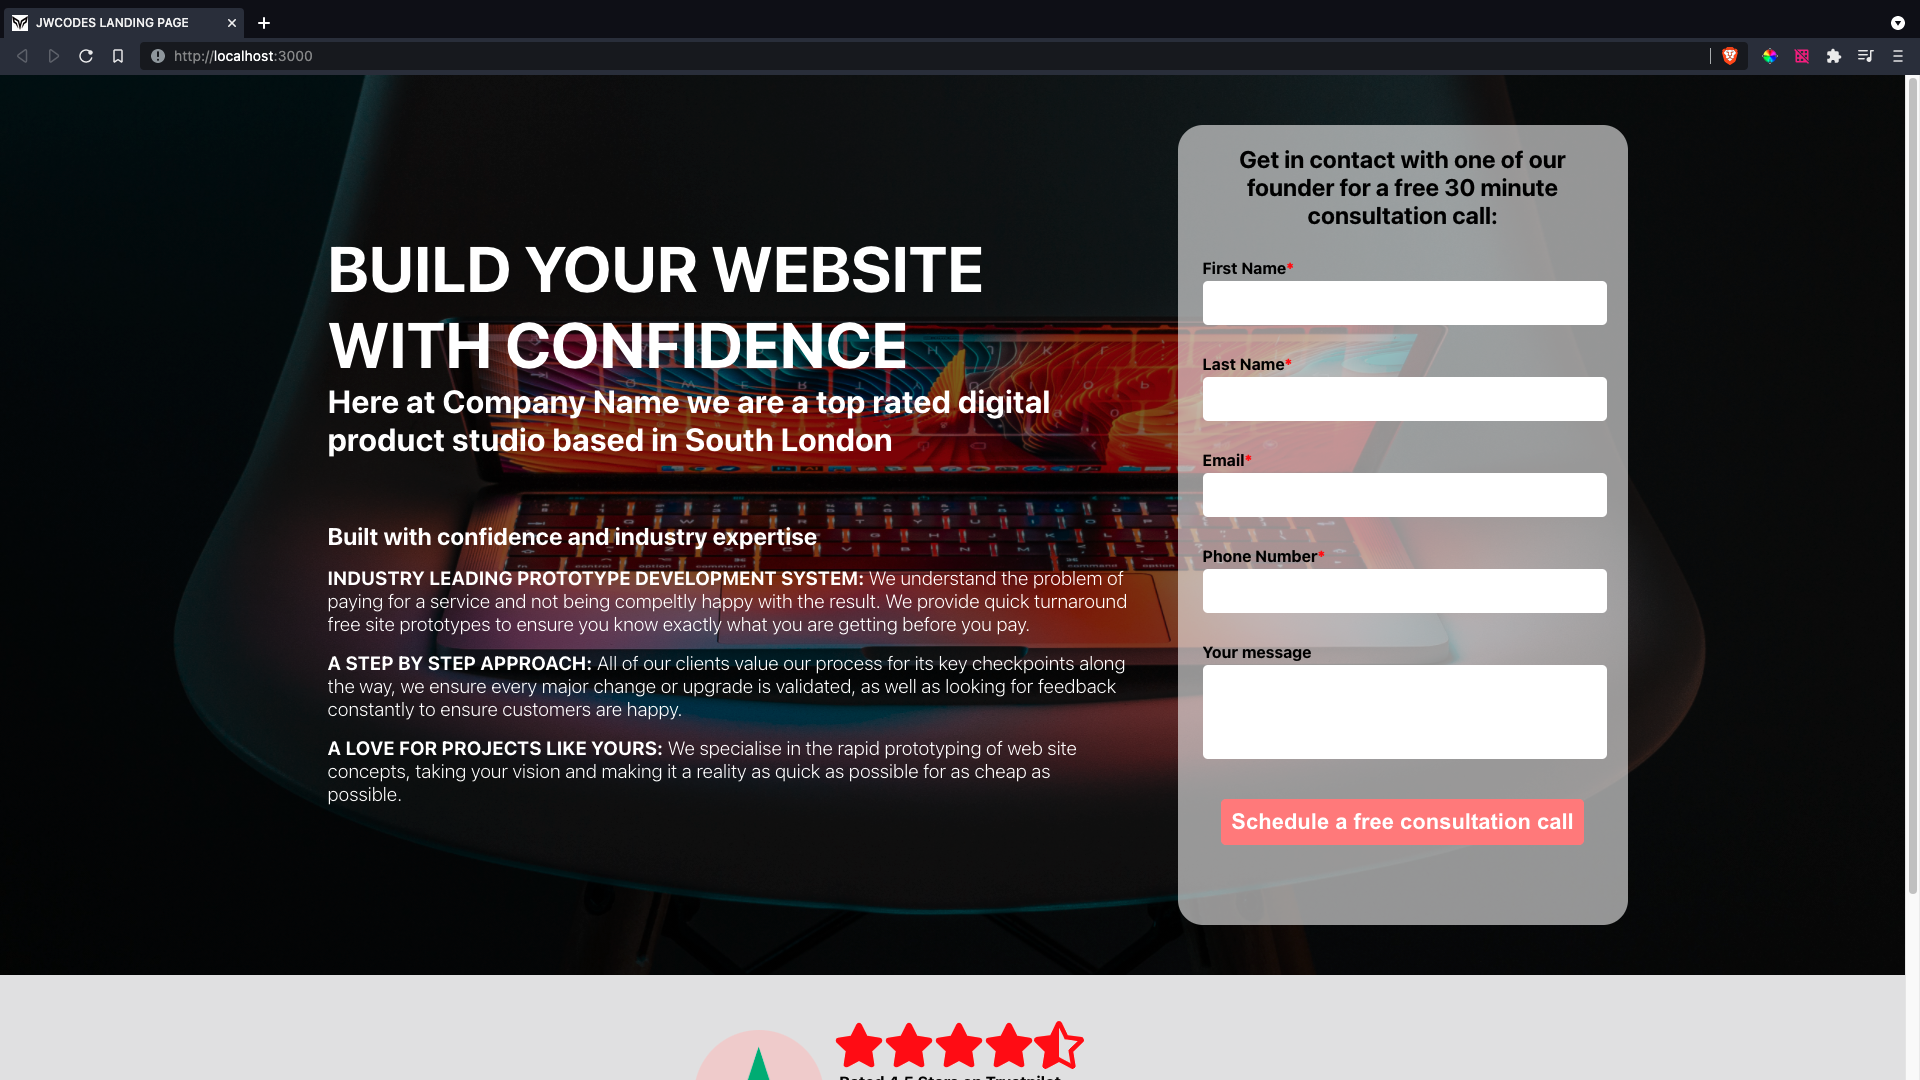 JWCODES LANDING PAGE
http://localhost:3000
BUILD YOUR WEBSITE
WITH CONFIDENCE
Here at Company Name we are a top rated digital
product studio based in South London
Built with confidence and industry expertise
INDUSTRY LEADING PROTOTYPE DEVELOPMENT SYSTEM: We understand the problem of
paying for a service and not being compeltly happy with the result. We provide quick turnaround
free site prototypes to ensure you know exactly what you are getting before you pay.
A STEP BY STEP APPROACH: All of our clients value our process for its key checkpoints along
the way, we ensure every major change or upgrade is validated, as well as looking for feedback
constantly to ensure customers are happy.
A LOVE FOR PROJECTS LIKE YOURS: We specialise in the rapid prototyping of web site
concepts, taking your vision and making it a reality as quick as possible for as cheap as
possible.
Get in contact with one of our
founder for a free 30 minute
consultation call:
First Name*
Last Name*
Email*
Phone Number*
Your message
Schedule a free consultation call
Rated 4.5 Stars on Trustpilot